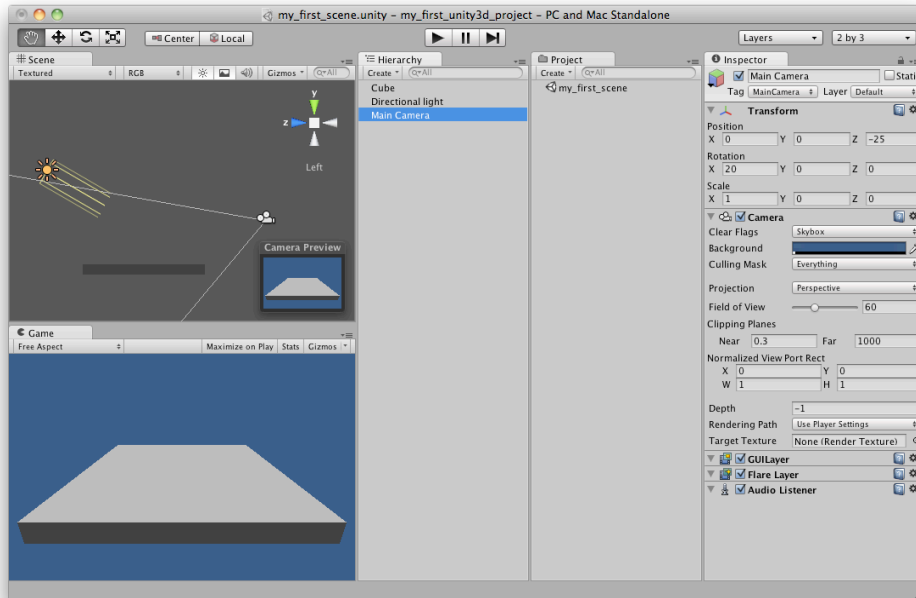 my_first_scene.unity - my_first_unity3d_project - PC and Mac Standalone
Center Local Layers 2 by 3
Scene
Textured RGB Gizmos All
y
z
Left
Camera Preview
Game
Free Aspect Maximize on Play Stats Gizmos
Hierarchy
Create All
Cube
Directional light
Main Camera
Project
Create All
my_first_scene
Inspector
Main Camera Stati
Tag MainCamera Layer Default
Transform
Position
X 0 Y 0 Z -25
Rotation
X 20 Y 0 Z 0
Scale
X 1 Y 0 Z 0
Camera
Clear Flags Skybox
Background
Culling Mask Everything
Projection Perspective
Field of View 60
Clipping Planes
Near 0.3 Far 1000
Normalized View Port Rect
X 0 Y 0
W 1 H 1
Depth -1
Rendering Path Use Player Settings
Target Texture None (Render Texture)
GUILayer
Flare Layer
Audio Listener